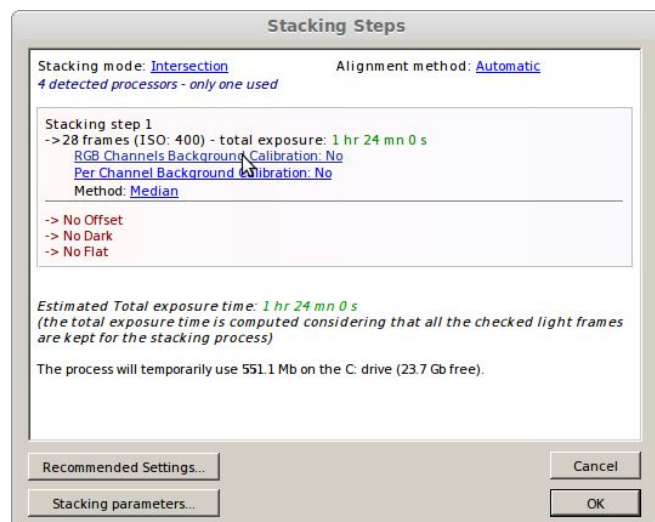 Stacking Steps
Stacking mode: Intersection Alignment method: Automatic
4 detected processors - only one used
Stacking step 1
->28 frames (ISO: 400) - total exposure: 1 hr 24 mn 0 s
RGB Channels Background Calibration: No
Per Channel Background Calibration: No
Method: Median
-> No Offset
-> No Dark
-> No Flat
Estimated Total exposure time: 1 hr 24 mn 0 s
(the total exposure time is computed considering that all the checked light frames
are kept for the stacking process)
The process will temporarily use 551.1 Mb on the C: drive (23.7 Gb free).
Recommended Settings...
Cancel
Stacking parameters...
OK